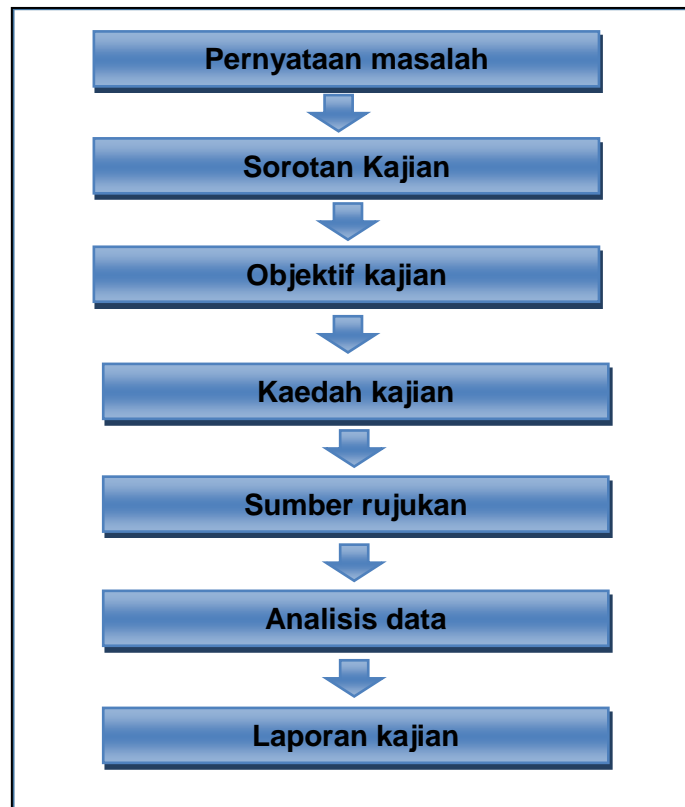 Pernyataan masalah
Sorotan Kajian
Objektif kajian
Kaedah kajian
Sumber rujukan
Analisis data
Laporan kajian